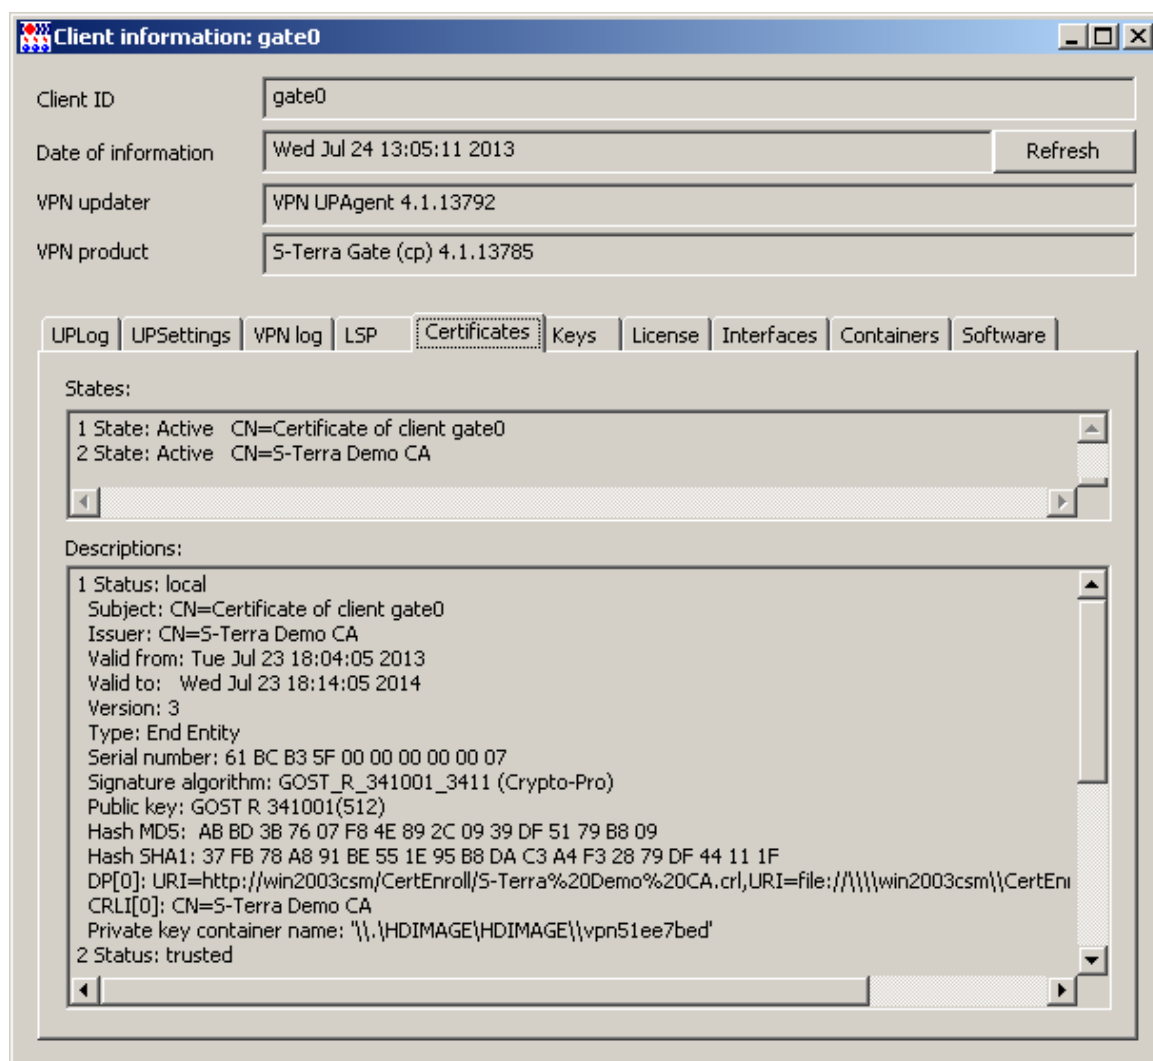 Client information: gate0
Client ID gate0
Date of information Wed Jul 24 13:05:11 2013 Refresh
VPN updater VPN UPAgent 4.1.13792
VPN product S-Terra Gate (cp) 4.1.13785
UPLog UPSettings VPN log LSP Certificates Keys License Interfaces Containers Software
States:
1 State: Active CN=Certificate of client gate0
2 State: Active CN=S-Terra Demo CA
Descriptions:
1 Status: local
Subject: CN=Certificate of client gate0
Issuer: CN=S-Terra Demo CA
Valid from: Tue Jul 23 18:04:05 2013
Valid to: Wed Jul 23 18:14:05 2014
Version: 3
Type: End Entity
Serial number: 61 BC B3 5F 00 00 00 00 00 07
Signature algorithm: GOST_R_341001_3411 (Crypto-Pro)
Public key: GOST R 341001(512)
Hash MD5: AB BD 3B 76 07 F8 4E 89 2C 09 39 DF 51 79 B8 09
Hash SHA1: 37 FB 78 A8 91 BE 55 1E 95 B8 DA C3 A4 F3 28 79 DF 44 11 1F
DP[0]: URI=http://win2003csm/CertEnroll/S-Terra%20Demo%20CA.crl,URI=file://\\\\win2003csm\\CertEnr
CRLI[0]: CN=S-Terra Demo CA
Private key container name: '\\.\HDIMAGE\HDIMAGE\\vpn51ee7bed'
2 Status: trusted